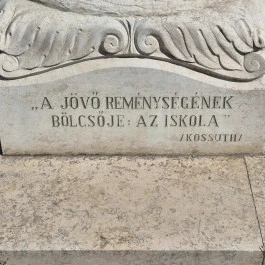 „A JÖVŐ REMÉNYSÉGÉNEK
BÖLCSŐJE: AZ ISKOLA”
/KOSSUTH/